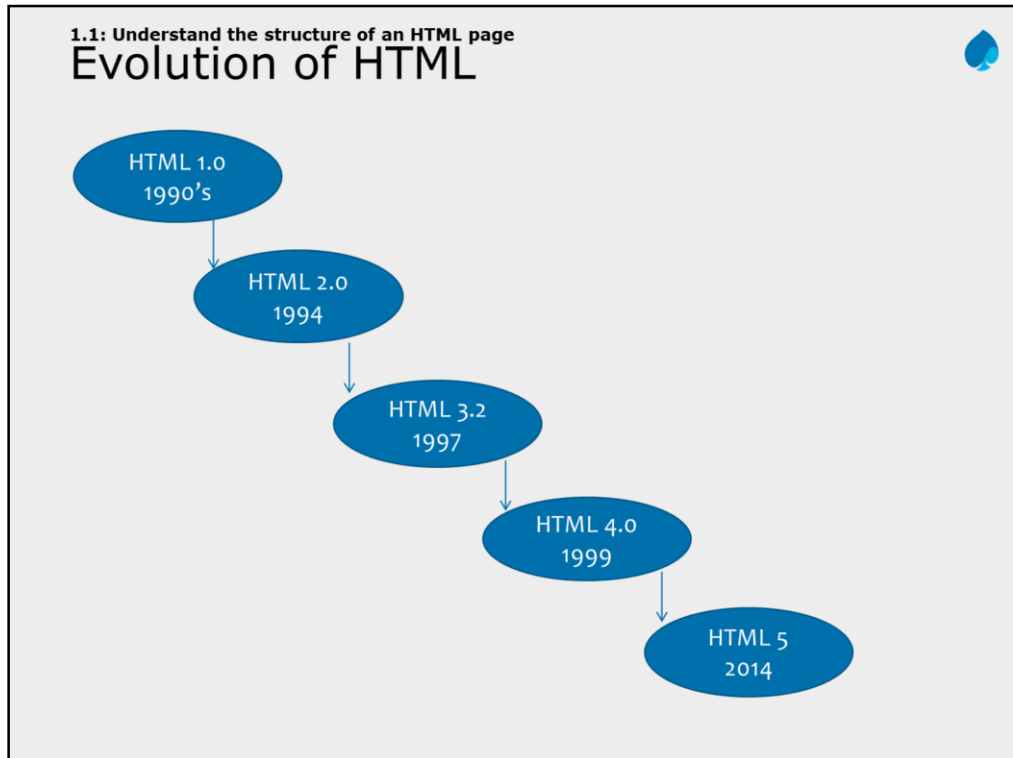 1.1: Understand the structure of an HTML page
Evolution of HTML
HTML 1.0
1990’s
HTML 2.0
1994
HTML 3.2
1997
HTML 4.0
1999
HTML 5
2014